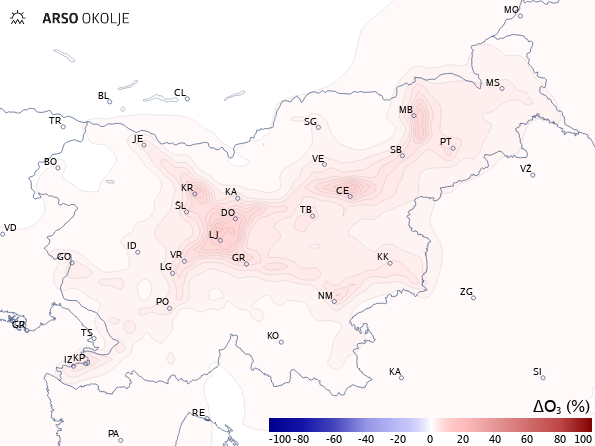 ARSO OKOLJE
MO
BL
CL
MS
TR
MB
SG
JE
PT
SB
BO
VE
VŽ
KR
KA
CE
ŠL
DO
TB
VD
LJ
ID
GO
VR
GR
KK
LG
ZG
NM
PO
GR
TS
KO
IZ
KP
KA
SI
RE
PA
ΔO₃ (%)
-100 -80 -60 -40 -20 0 20 40 60 80 100